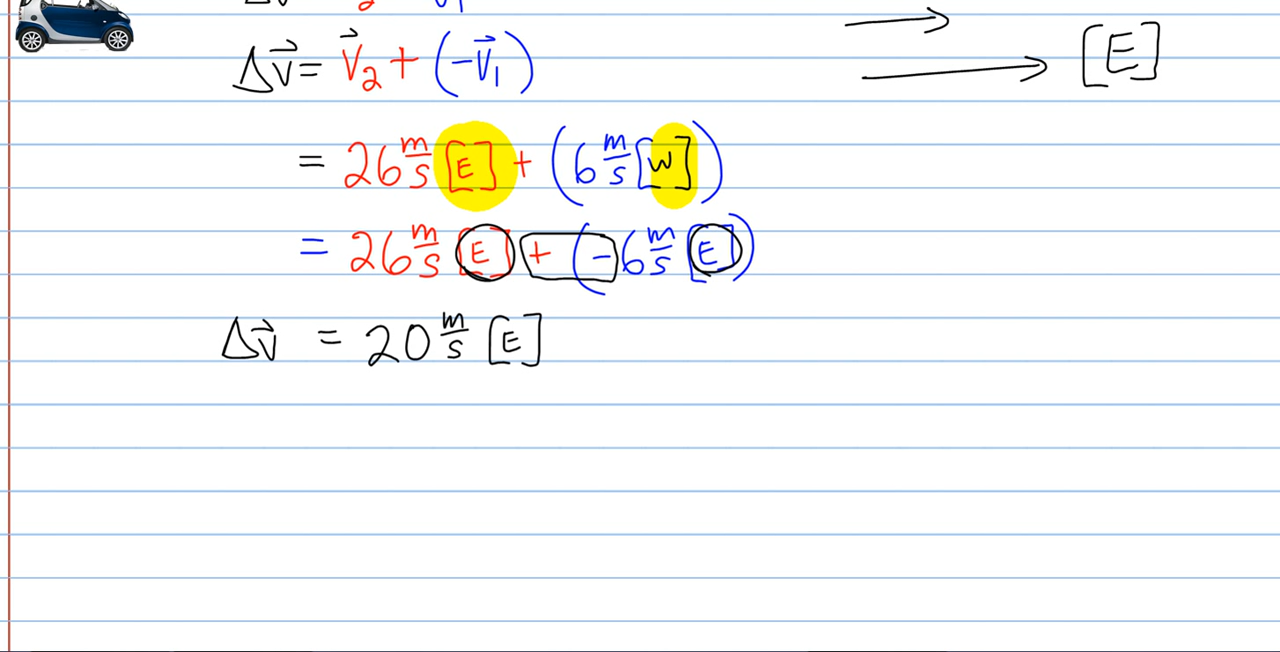 Δv⃗ = v⃗₂ + (-v⃗₁)
[E]
= 26 m/s [E] + (6 m/s [W])
= 26 m/s [E] + (-6 m/s [E])
Δv⃗ = 20 m/s [E]